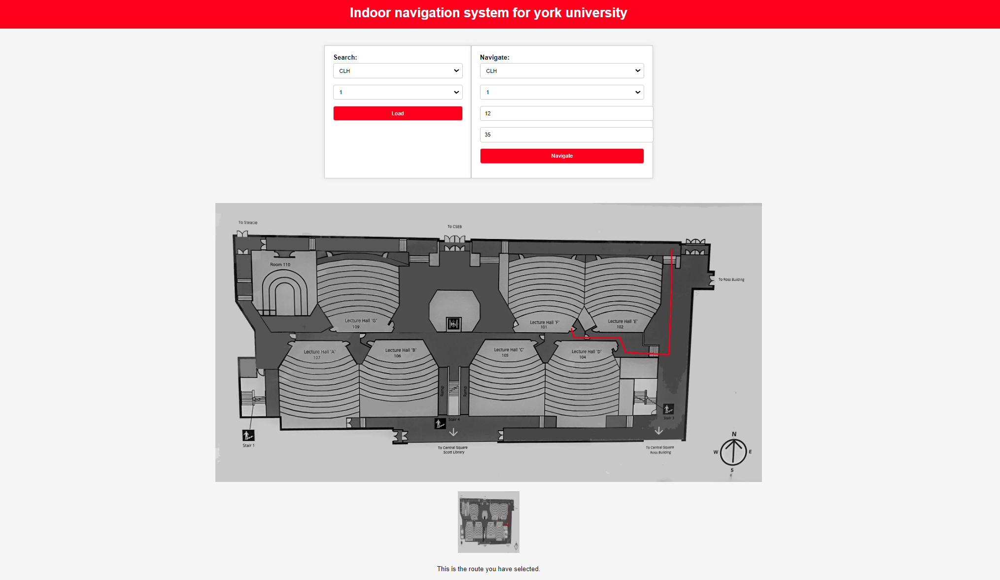 Indoor navigation system for york university
Search:
CLH
1
Load
Navigate:
CLH
1
12
35
Navigate
To Steacie
To CSEB
To Ross Building
Room 110
Lecture Hall 'G'
109
Lecture Hall 'F'
101
Lecture Hall 'E'
102
Lecture Hall 'A'
107
Lecture Hall 'B'
106
Lecture Hall 'C'
105
Lecture Hall 'D'
104
Ramp
Ramp
Stair 4
Stair 3
Stair 1
To Central Square
Scott Library
To Central Square
Ross Building
N
W
E
S
This is the route you have selected.